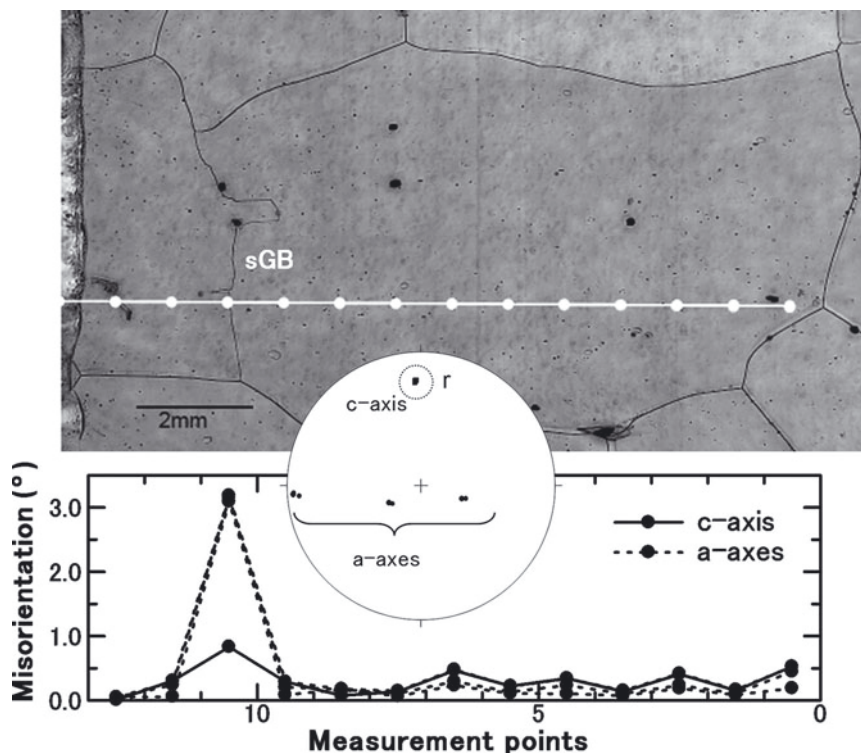 sGB
2mm
c-axis r
a-axes
Misorientation (°)
3.0
2.0
1.0
0.0
c-axis
a-axes
10 5 0
Measurement points